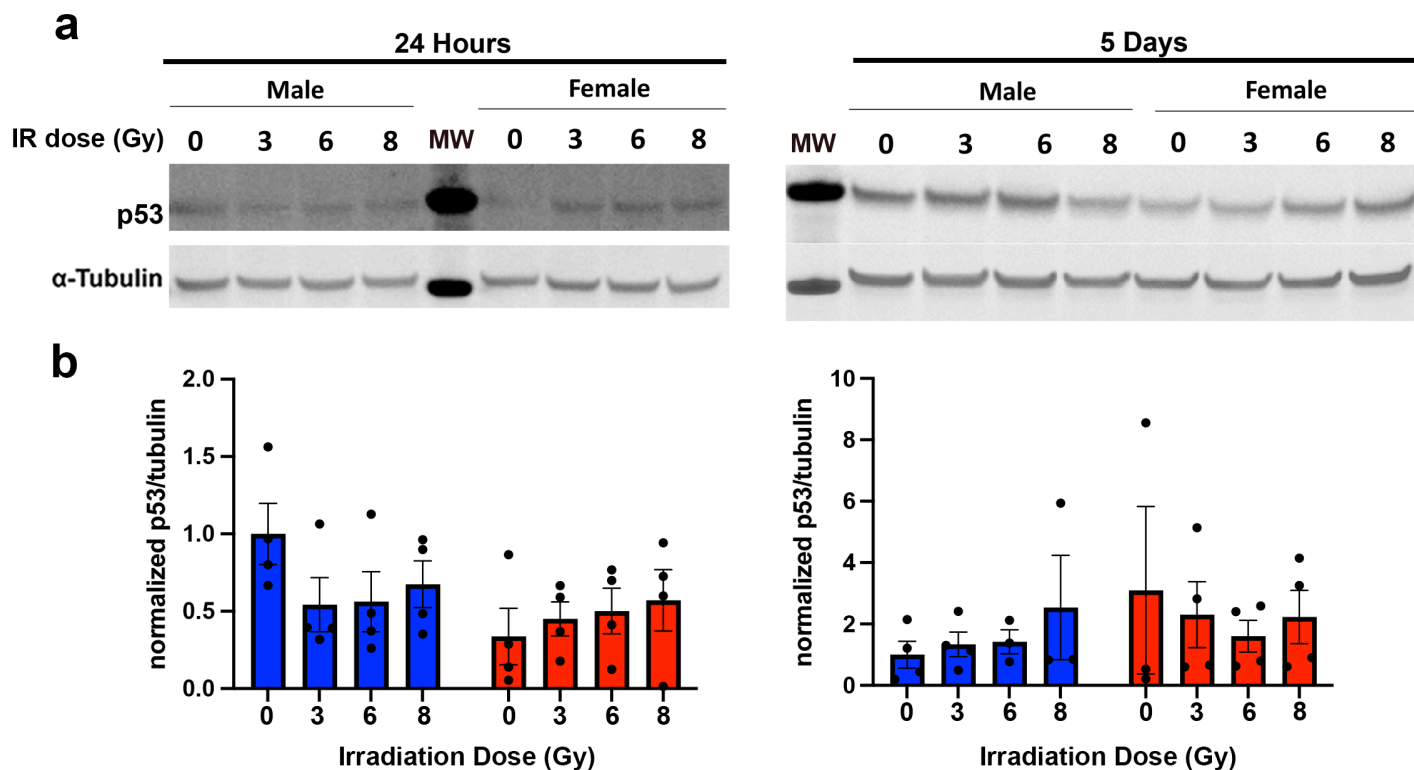 a
24 Hours
5 Days
Male
Female
Male
Female
IR dose (Gy)
0 3 6 8 MW 0 3 6 8
MW 0 3 6 8 0 3 6 8
p53
α-Tubulin
b
normalized p53/tubulin
2.0
1.5
1.0
0.5
0.0
0 3 6 8 0 3 6 8
Irradiation Dose (Gy)
normalized p53/tubulin
10
8
6
4
2
0
0 3 6 8 0 3 6 8
Irradiation Dose (Gy)